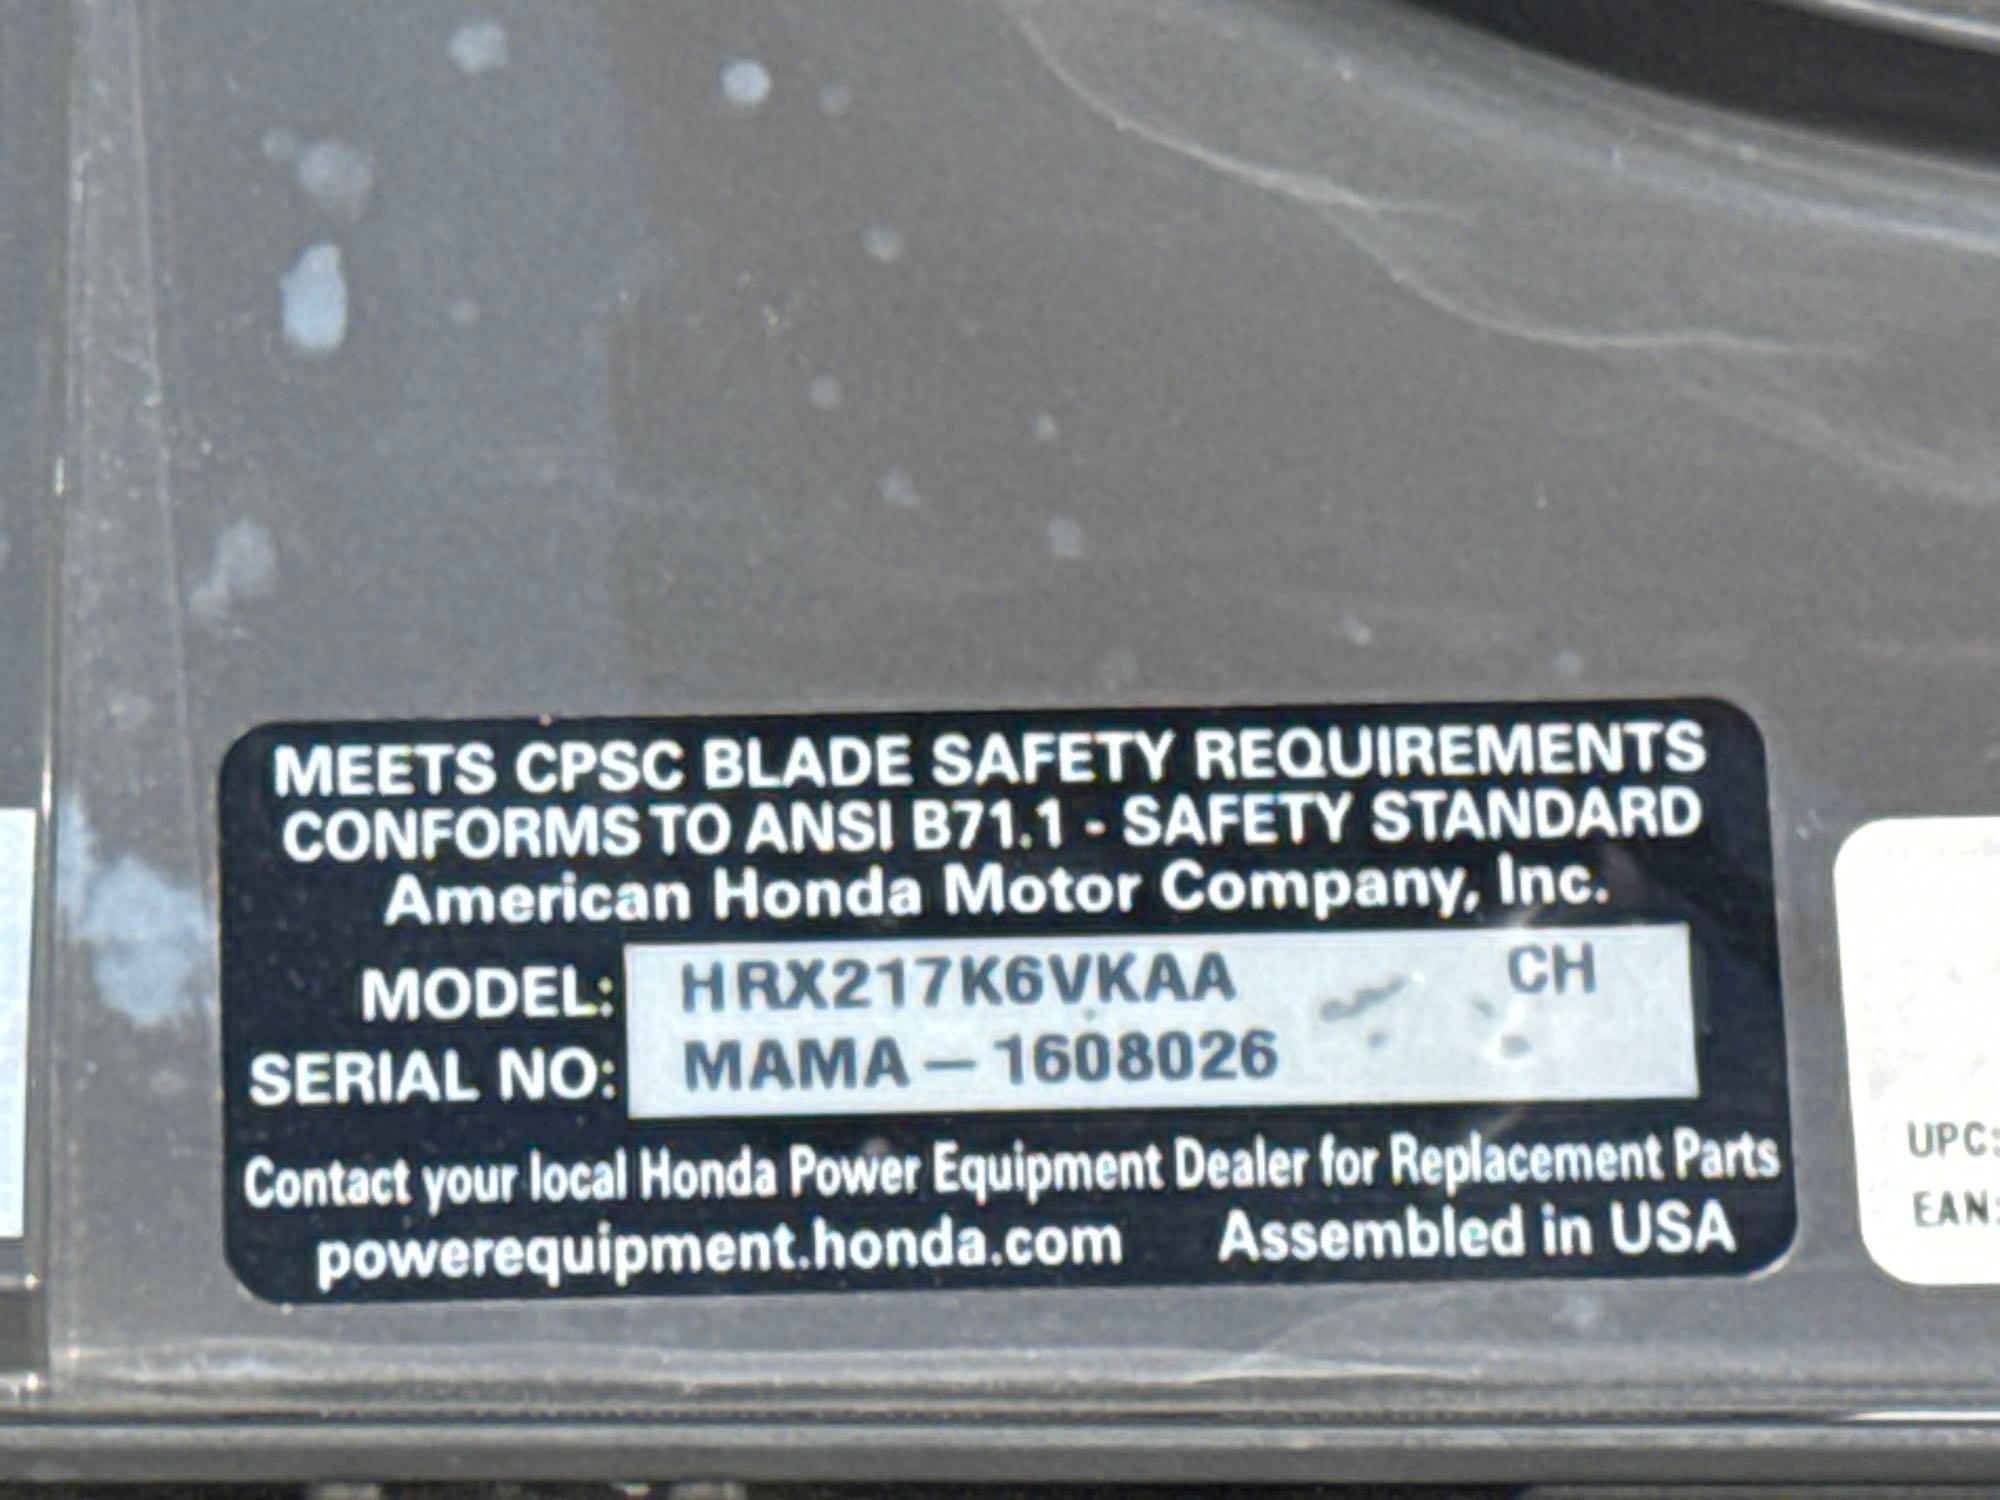 MEETS CPSC BLADE SAFETY REQUIREMENTS
CONFORMS TO ANSI B71.1 - SAFETY STANDARD
American Honda Motor Company, Inc.
MODEL: HRX217K6VKAA CH
SERIAL NO: MAMA – 1608026
Contact your local Honda Power Equipment Dealer for Replacement Parts
powerequipment.honda.com Assembled in USA
UPC:
EAN: